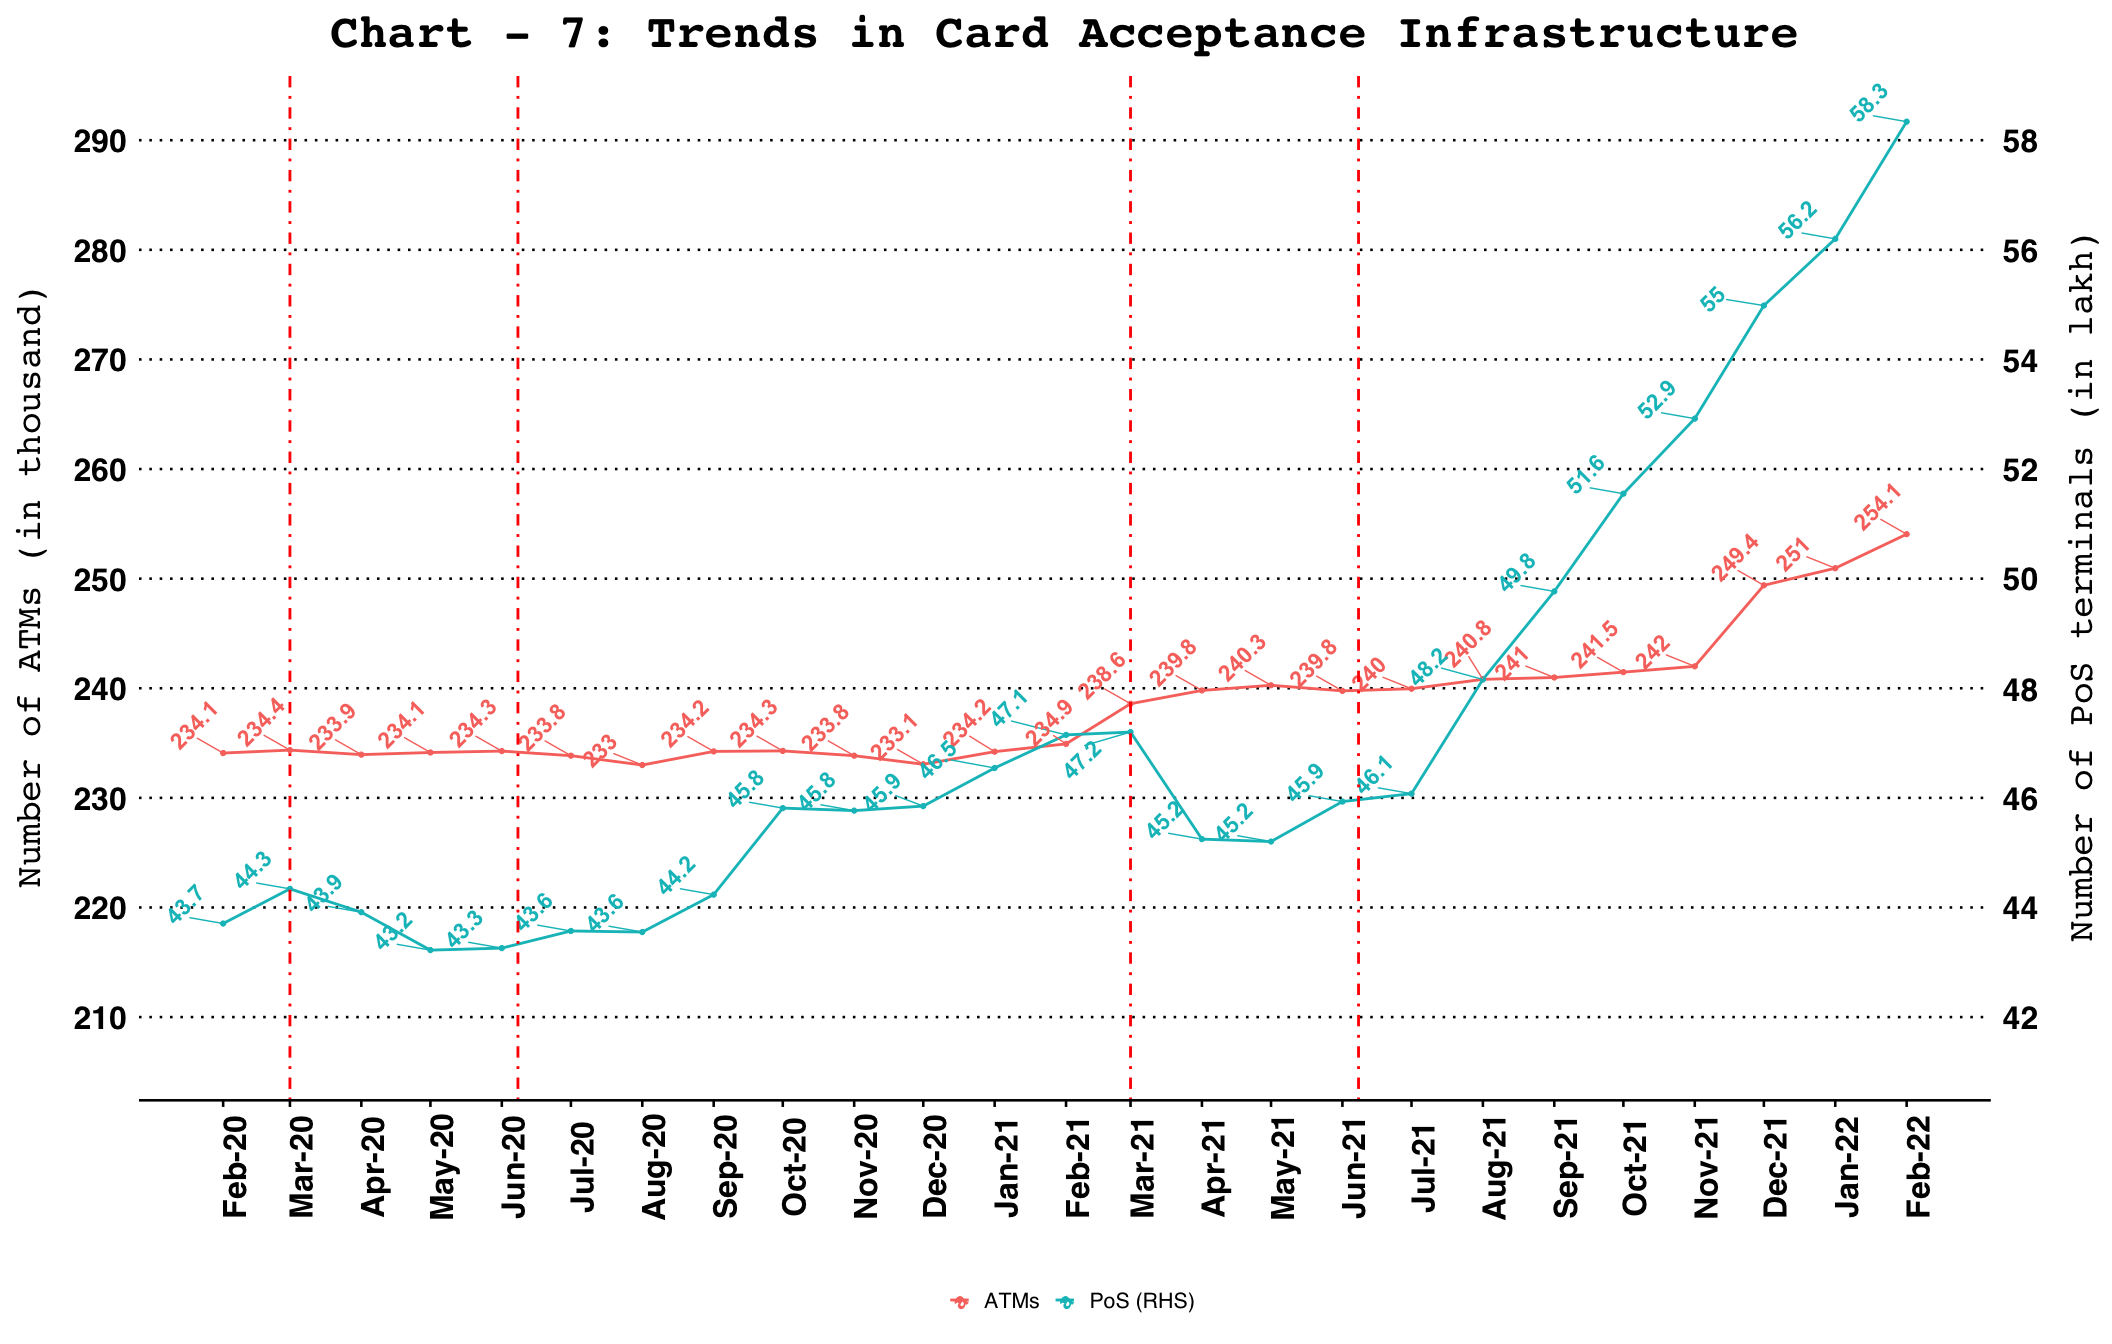 Chart - 7: Trends in Card Acceptance Infrastructure
Number of ATMs (in thousand)
290
280
270
260
250
240
230
220
210
58
56
54
52
50
48
46
44
42
Number of PoS terminals (in lakh)
234.1
234.4
233.9
234.1
234.3
233.8
233
234.2
234.3
233.8
233.1
234.2
234.9
238.6
239.8
240.3
239.8
240
240.8
241
241.5
242
249.4
251
254.1
43.7
44.3
43.9
43.2
43.3
43.6
43.6
44.2
45.8
45.8
45.9
46.5
47.1
47.2
45.2
45.2
45.9
46.1
48.2
49.8
51.6
52.9
55
56.2
58.3
Feb-20
Mar-20
Apr-20
May-20
Jun-20
Jul-20
Aug-20
Sep-20
Oct-20
Nov-20
Dec-20
Jan-21
Feb-21
Mar-21
Apr-21
May-21
Jun-21
Jul-21
Aug-21
Sep-21
Oct-21
Nov-21
Dec-21
Jan-22
Feb-22
ATMs PoS (RHS)